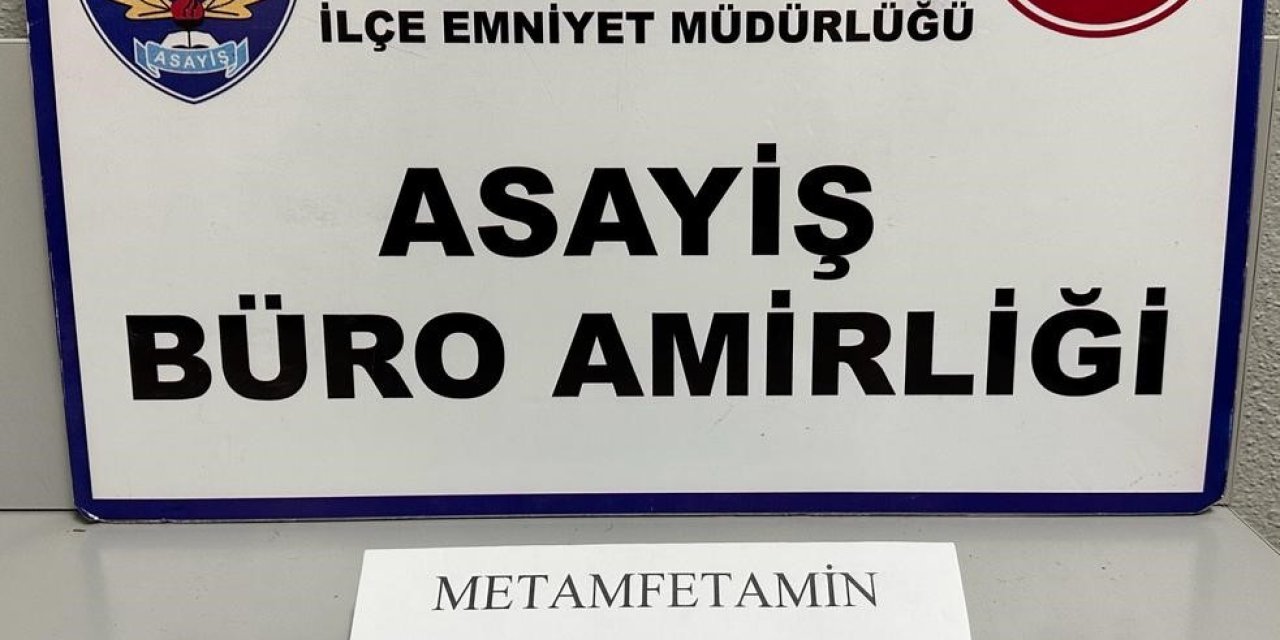 İLÇE EMNİYET MÜDÜRLÜĞÜ
ASAYİŞ
ASAYİŞ
BÜRO AMİRLİĞİ
METAMFETAMİN